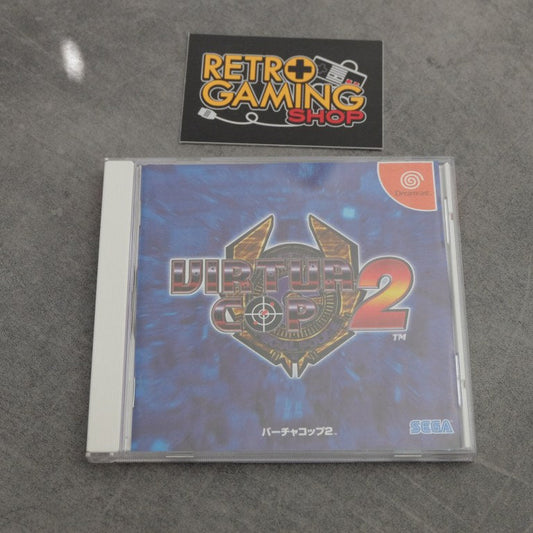 RETRO
GAMING
SHOP
Dreamcast
VIRTUA
COP 2
TM
バーチャコップ2
SEGA